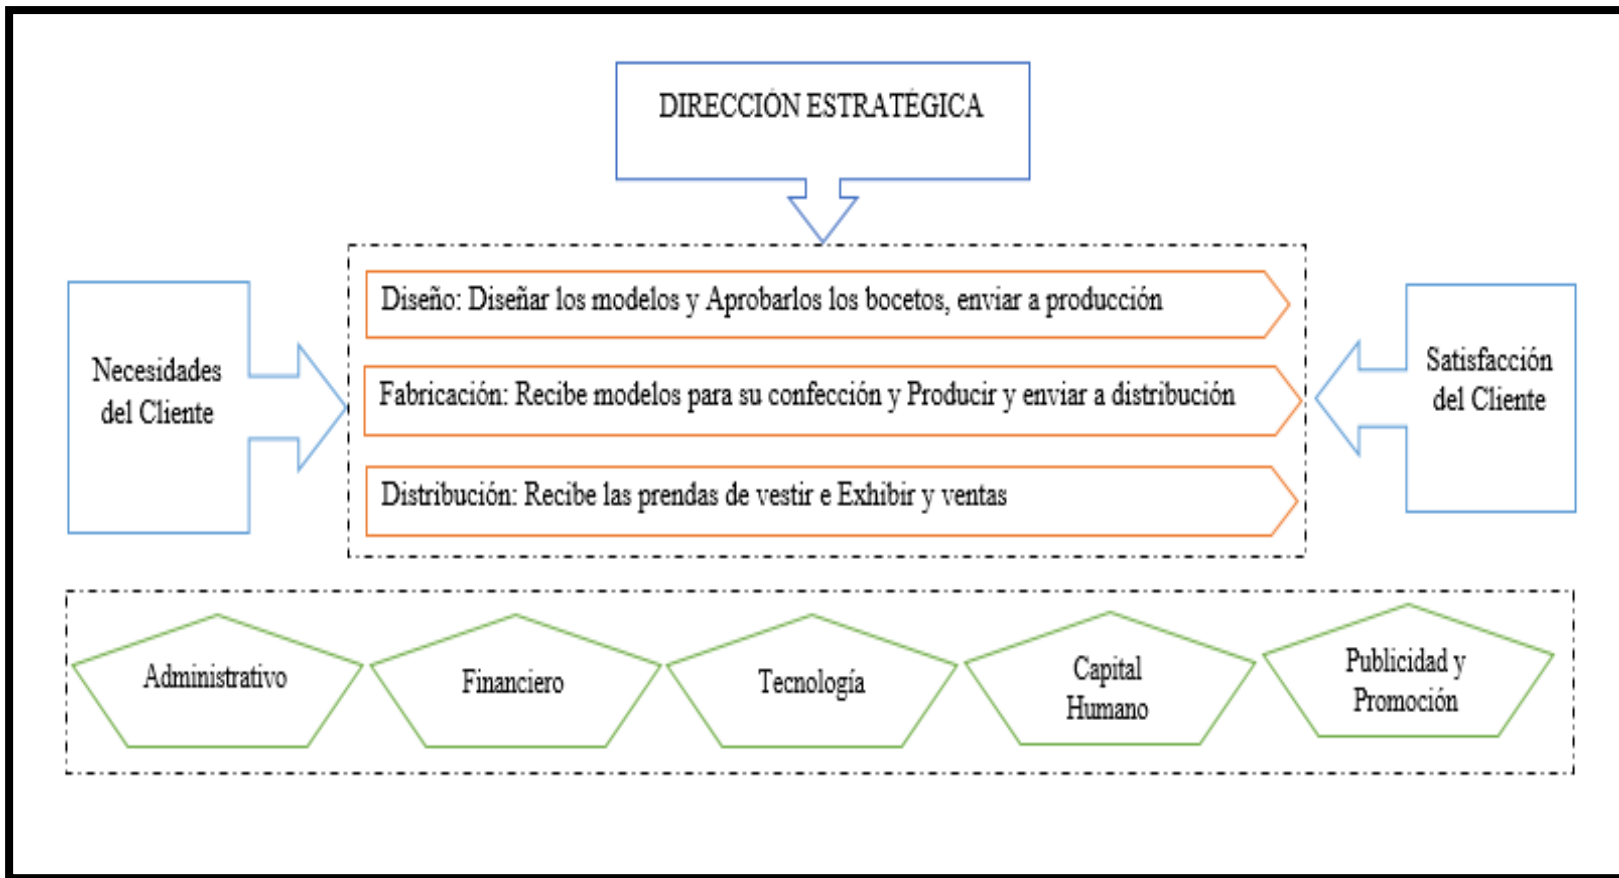 DIRECCIÓN ESTRATÉGICA
Diseño: Diseñar los modelos y Aprobarlos los bocetos, enviar a producción
Necesidades
del Cliente
Fabricación: Recibe modelos para su confección y Producir y enviar a distribución
Satisfacción
del Cliente
Distribución: Recibe las prendas de vestir e Exhibir y ventas
Administrativo
Financiero
Tecnología
Capital
Humano
Publicidad y
Promoción